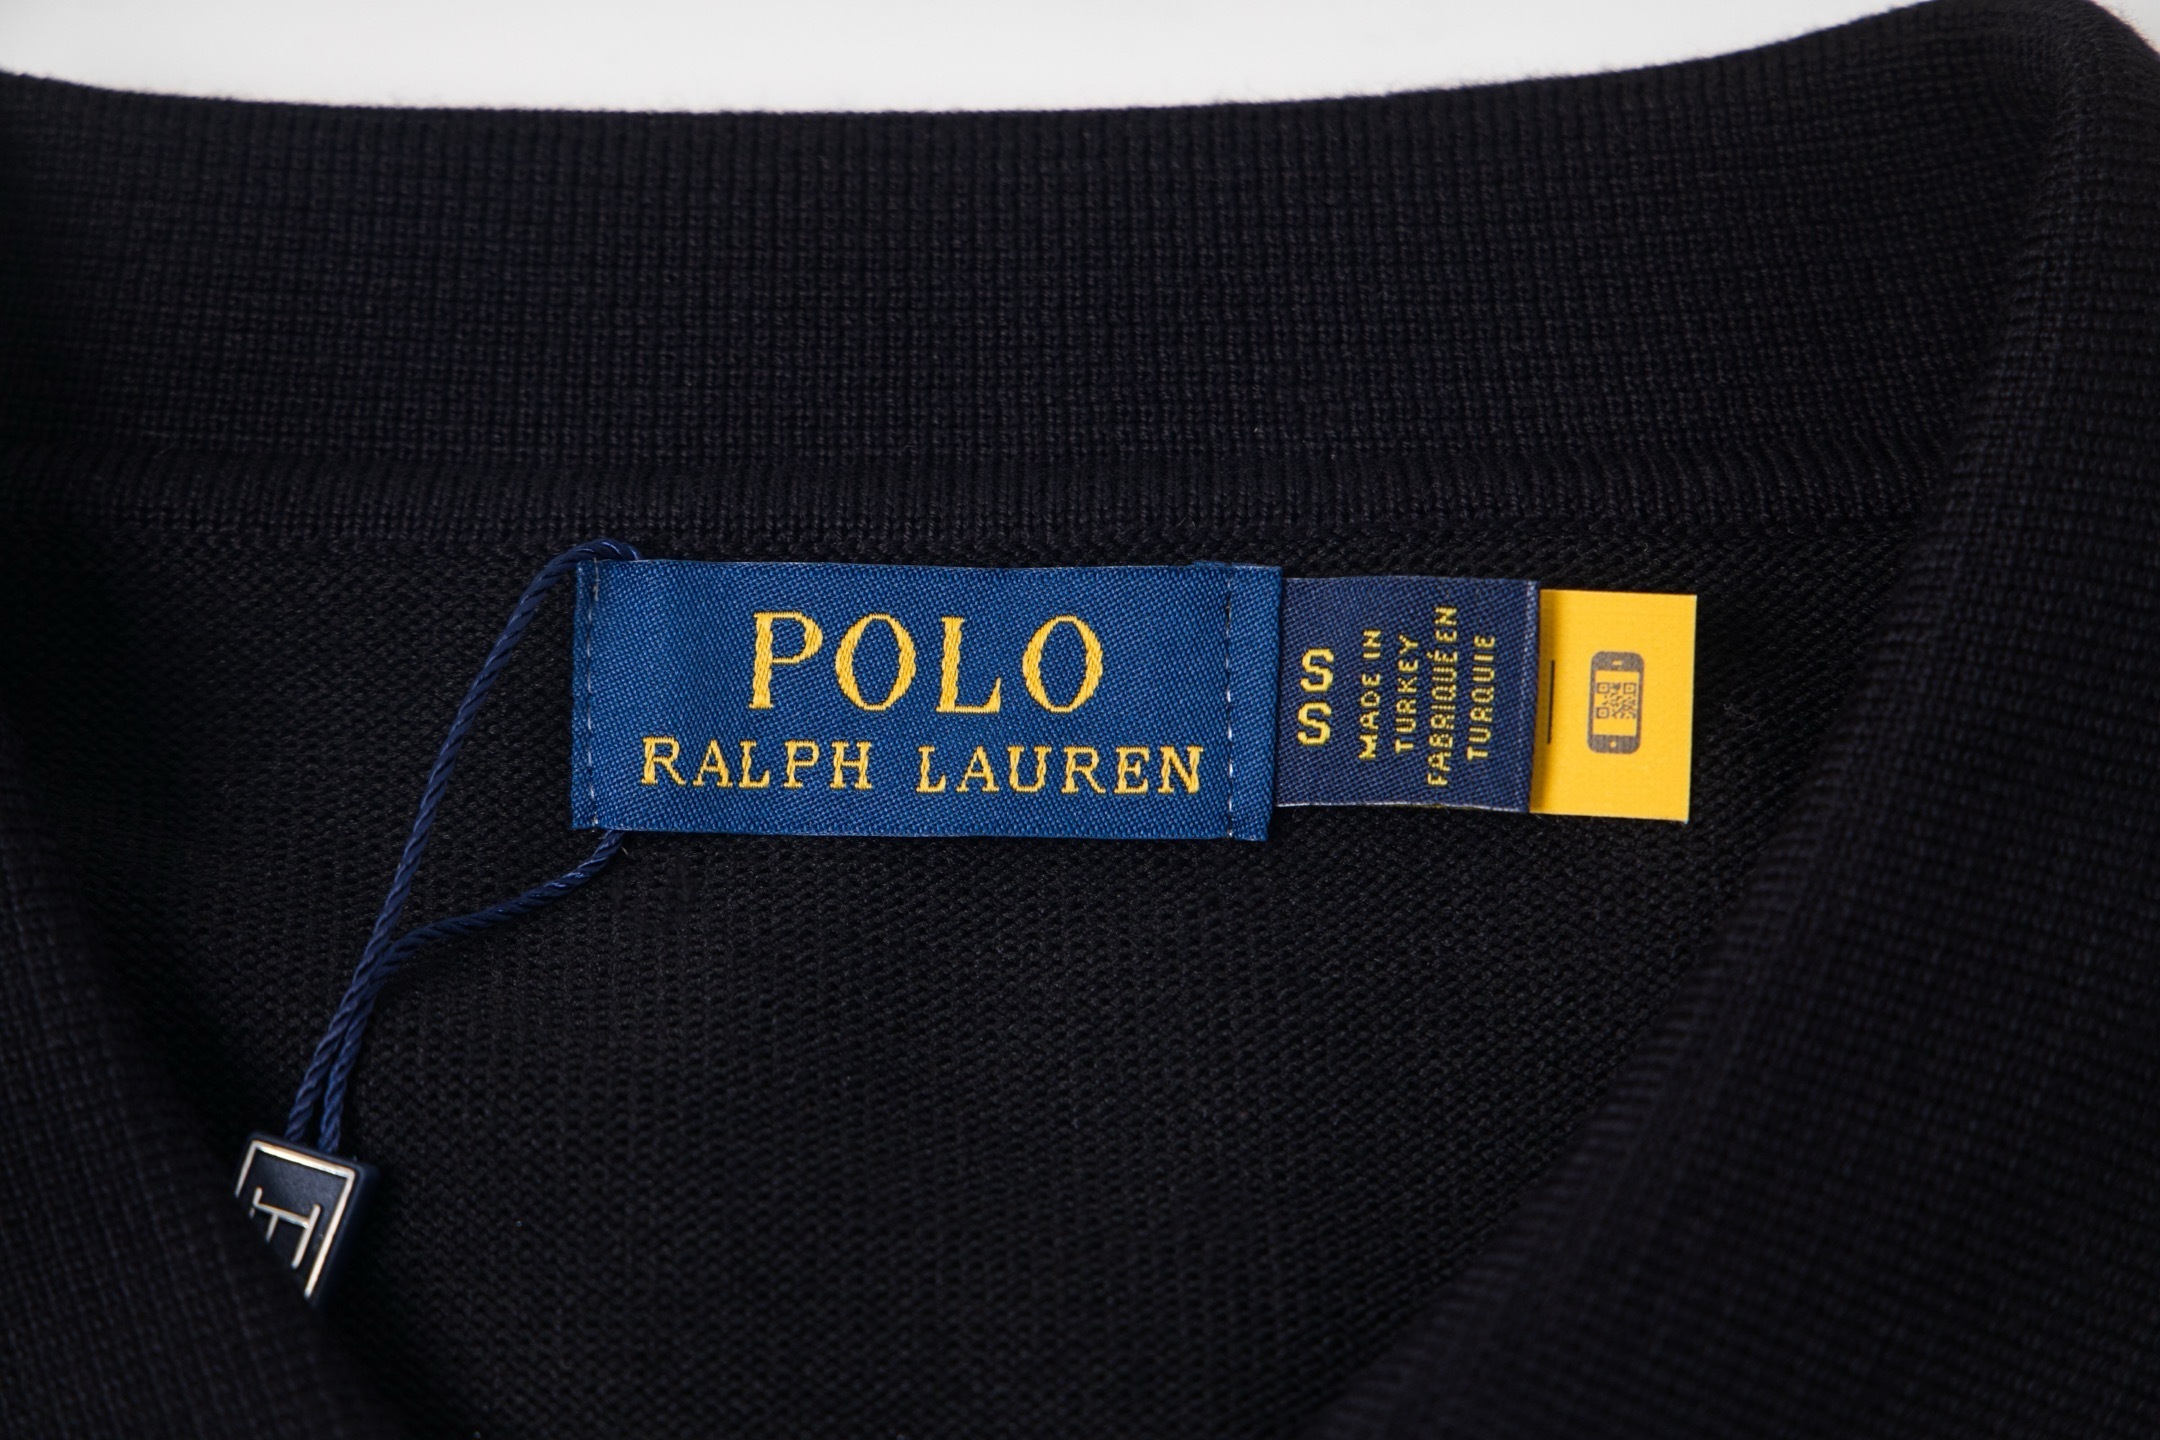 POLO
RALPH LAUREN
S
S
MADE IN
TURKEY
FABRIQUÉ EN
TURQUIE